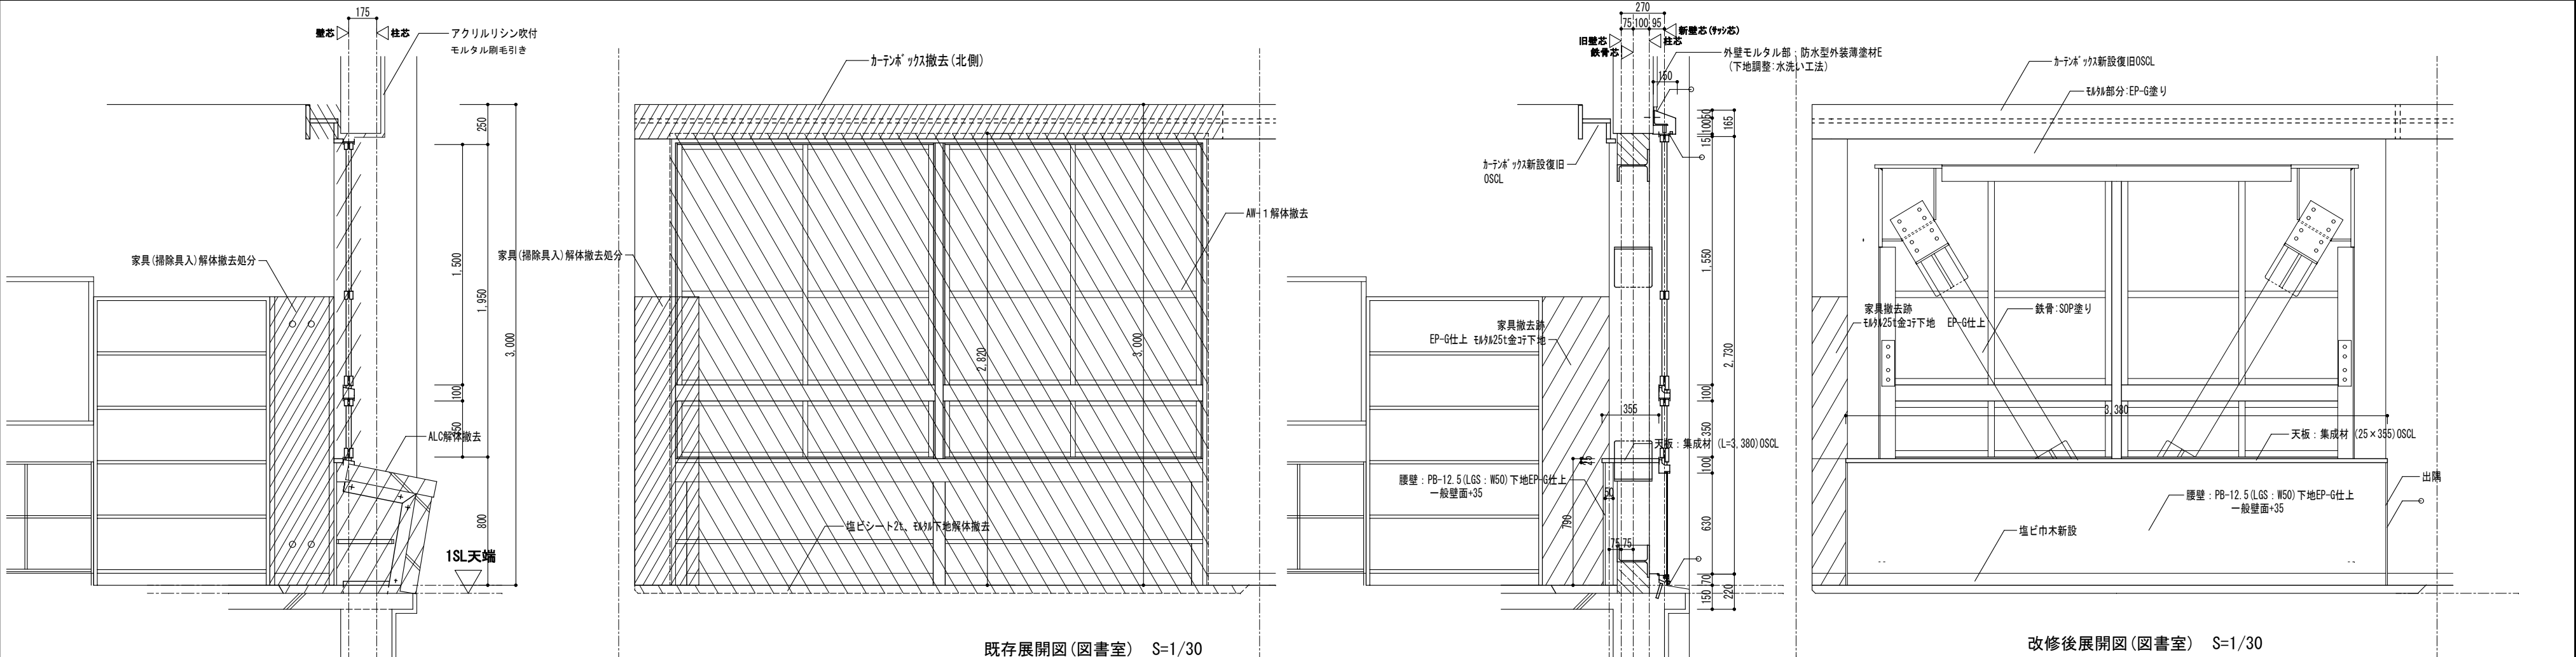 175
壁芯
柱芯
アクリルリシン吹付
モルタル刷毛引き
250
1,500
1,950
3,000
100
450
800
家具(掃除具入)解体撤去処分
ALC解体撤去
1SL天端
カーテンボックス撤去(北側)
AW-1解体撤去
家具(掃除具入)解体撤去処分
2,820
3,000
塩ビシート2t、モルタル下地解体撤去
既存展開図(図書室) S=1/30
270
75 100 95
新壁芯(サッシ芯)
旧壁芯
柱芯
鉄骨芯
外壁モルタル部：防水型外装薄塗材E
(下地調整:水洗い工法)
150
165
カーテンボックス新設復旧
OSCL
1,550
2,730
家具撤去跡
EP-G仕上 モルタル25t金コテ下地
100
355
350
天板：集成材 (L=3,380)OSCL
25
100
腰壁：PB-12.5(LGS：W50)下地EP-G仕上
一般壁面+35
50
790
630
75 75
70
150
220
カーテンボックス新設復旧OSCL
モルタル部分:EP-G塗り
家具撤去跡
モルタル25t金コテ下地 EP-G仕上
鉄骨:SOP塗り
3,380
天板：集成材 (25×355)OSCL
出隅
腰壁：PB-12.5(LGS：W50)下地EP-G仕上
一般壁面+35
塩ビ巾木新設
改修後展開図(図書室) S=1/30